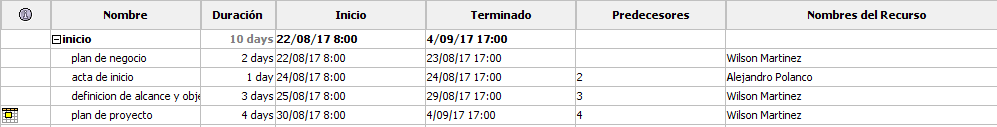 Nombre Duración Inicio Terminado Predecesores Nombres del Recurso
inicio 10 days 22/08/17 8:00 4/09/17 17:00
plan de negocio 2 days 22/08/17 8:00 23/08/17 17:00 Wilson Martinez
acta de inicio 1 day 24/08/17 8:00 24/08/17 17:00 2 Alejandro Polanco
definicion de alcance y obje 3 days 25/08/17 8:00 29/08/17 17:00 3 Wilson Martinez
plan de proyecto 4 days 30/08/17 8:00 4/09/17 17:00 4 Wilson Martinez